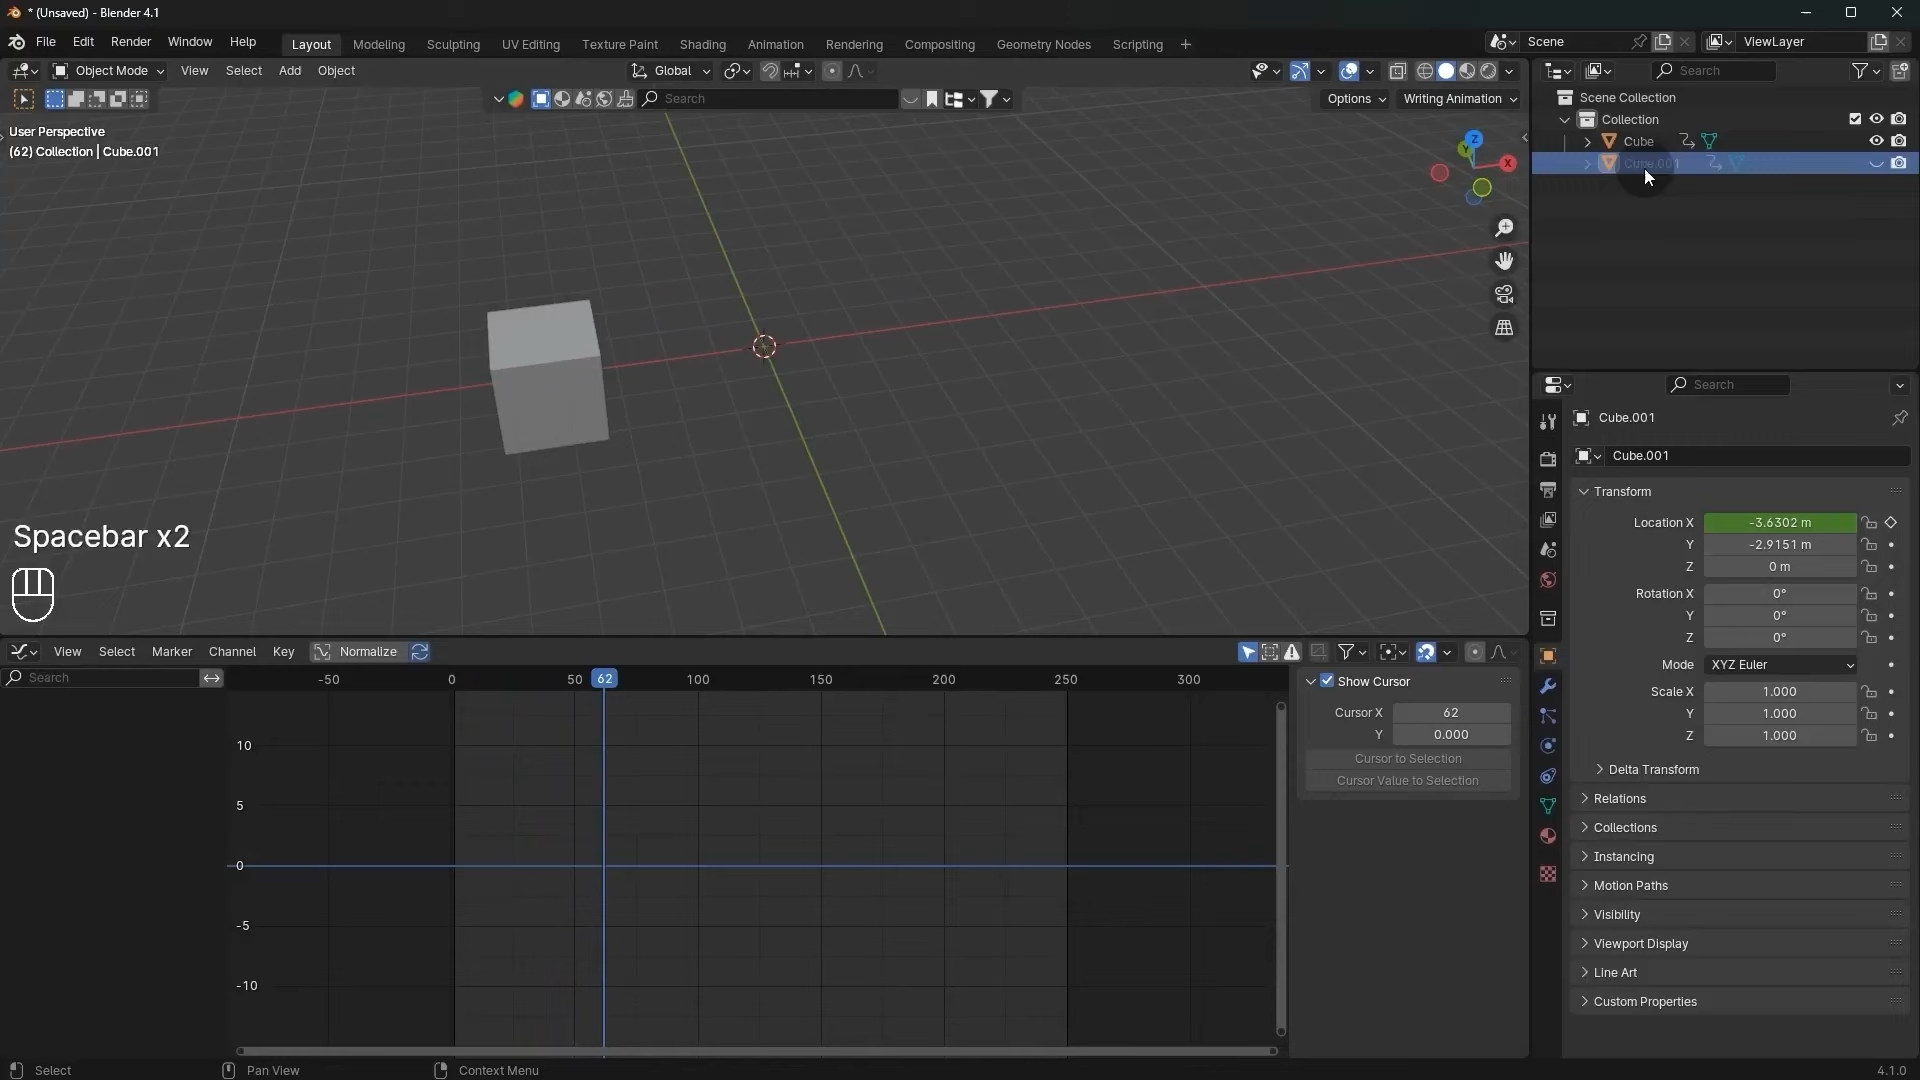 * (Unsaved) - Blender 4.1
File Edit Render Window Help
Layout Modeling Sculpting UV Editing Texture Paint Shading Animation Rendering Compositing Geometry Nodes Scripting +
Scene
ViewLayer
Object Mode View Select Add Object
Global
Search
Search
Options Writing Animation
User Perspective
(62) Collection | Cube.001
Z
Y
X
Scene Collection
Collection
Cube
Cube.001
Spacebar x2
Search
Cube.001
Cube.001
Transform
Location X -3.6302 m
Y -2.9151 m
Z 0 m
Rotation X 0°
Y 0°
Z 0°
Mode XYZ Euler
Scale X 1.000
Y 1.000
Z 1.000
Delta Transform
Relations
Collections
Instancing
Motion Paths
Visibility
Viewport Display
Line Art
Custom Properties
View Select Marker Channel Key Normalize
Search
-50 0 50 62 100 150 200 250 300
10
5
0
-5
-10
Show Cursor
Cursor X 62
Y 0.000
Cursor to Selection
Cursor Value to Selection
Select Pan View Context Menu 4.1.0